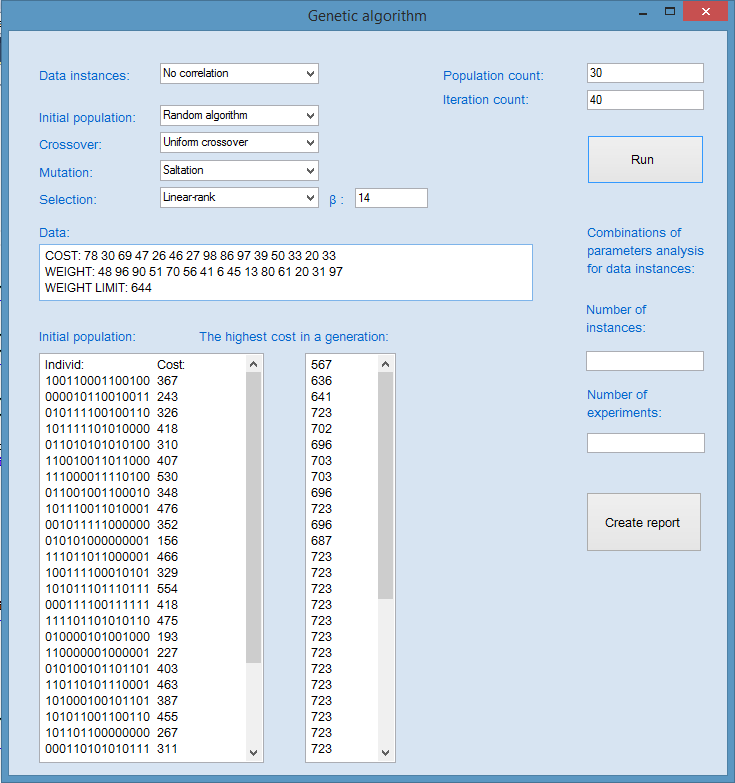 Genetic algorithm
Data instances: No correlation
Population count: 30
Iteration count: 40
Initial population: Random algorithm
Crossover: Uniform crossover
Mutation: Saltation
Selection: Linear-rank β : 14
Run
Data:
COST: 78 30 69 47 26 46 27 98 86 97 39 50 33 20 33
WEIGHT: 48 96 90 51 70 56 41 6 45 13 80 61 20 31 97
WEIGHT LIMIT: 644
Combinations of
parameters analysis
for data instances:
Number of
instances:
Number of
experiments:
Create report
Initial population:
Individ: Cost:
100110001100100 367
000010110010011 243
010111100100110 326
101111101010000 418
011010101010100 310
110010011011000 407
111000011110100 530
011001001100010 348
101110011010001 476
001011111000000 352
010101000000001 156
111011011000001 466
100111100010101 329
101011101110111 554
000111100111111 418
111101101010110 475
010000101001000 193
110000001000001 227
010100101101101 403
110110101110001 463
101000100101101 387
101011001100110 455
101101100000000 267
000110101010111 311
The highest cost in a generation:
567
636
641
723
702
696
703
703
696
723
696
687
723
723
723
723
723
723
723
723
723
723
723
723
723